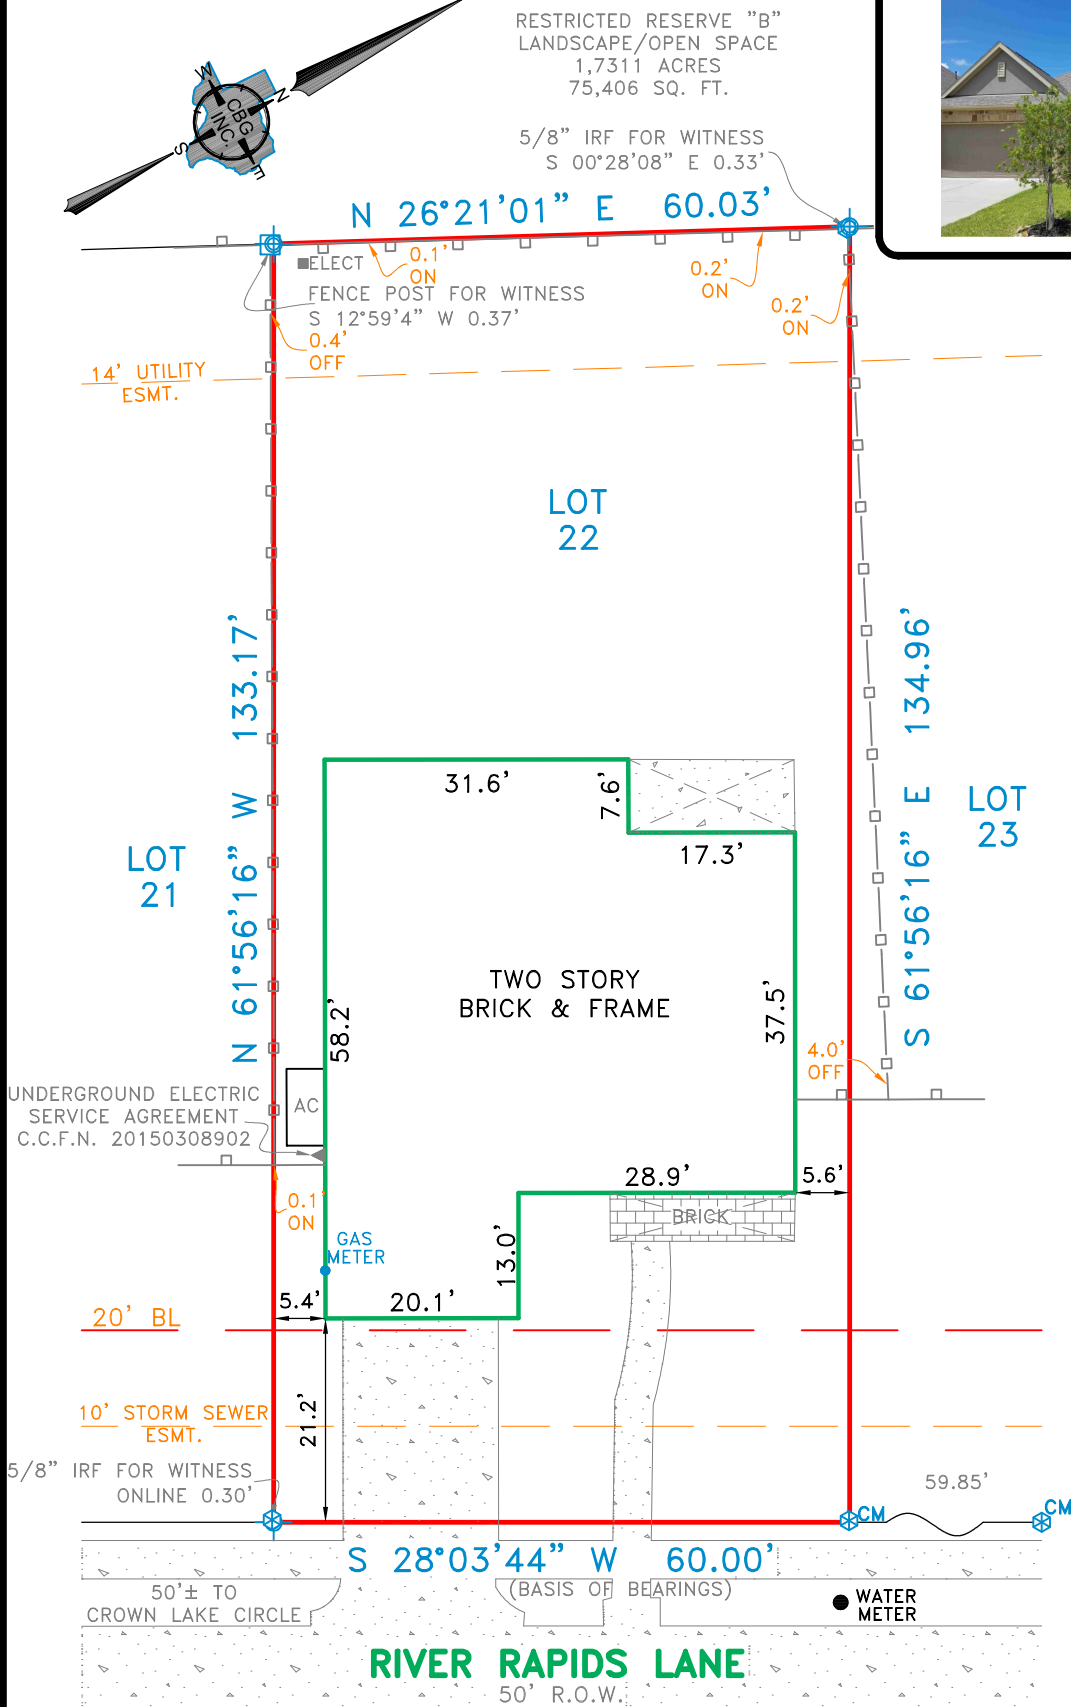 RESTRICTED RESERVE "B"
LANDSCAPE/OPEN SPACE
1,7311 ACRES
75,406 SQ. FT.
W
N
CBG
INC.
S
E
5/8" IRF FOR WITNESS
S 00°28'08" E 0.33'
N 26°21'01" E 60.03'
ELECT
0.1'
ON
0.2'
ON
0.2'
ON
FENCE POST FOR WITNESS
S 12°59'4" W 0.37'
0.4'
OFF
14' UTILITY
ESMT.
LOT
22
N 61°56'16" W 133.17'
S 61°56'16" E 134.96'
31.6'
7.6'
17.3'
LOT
21
LOT
23
TWO STORY
BRICK & FRAME
58.2'
37.5'
4.0'
OFF
UNDERGROUND ELECTRIC
SERVICE AGREEMENT
C.C.F.N. 20150308902
AC
28.9'
5.6'
0.1'
ON
BRICK
GAS
METER
13.0'
5.4'
20.1'
20' BL
21.2'
10' STORM SEWER
ESMT.
5/8" IRF FOR WITNESS
ONLINE 0.30'
59.85'
CM
CM
S 28°03'44" W 60.00'
(BASIS OF BEARINGS)
50'± TO
CROWN LAKE CIRCLE
WATER
METER
RIVER RAPIDS LANE
50' R.O.W.